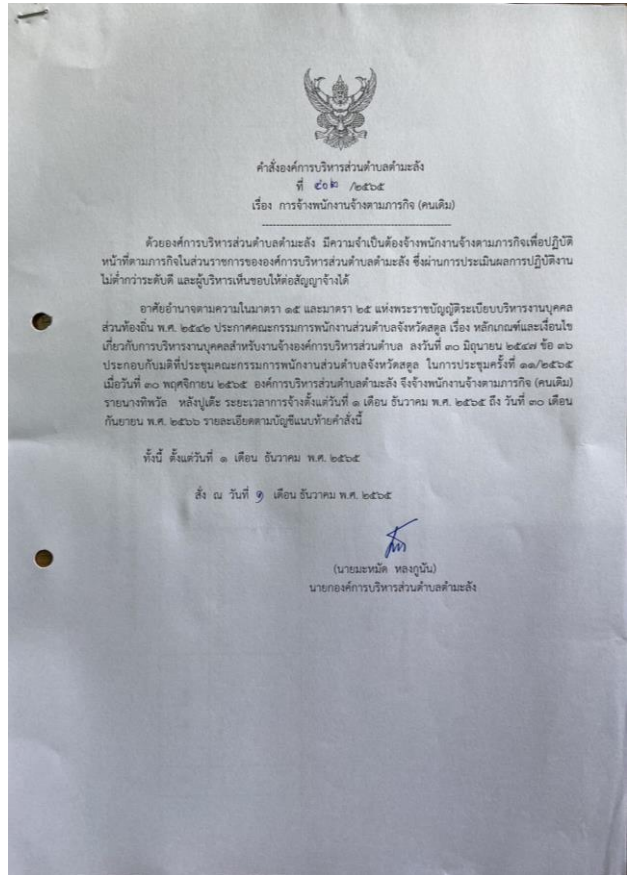 คำสั่งองค์การบริหารส่วนตำบลตำมะลัง
ที่ ๔๐๒ /๒๕๖๕
เรื่อง การจ้างพนักงานจ้างตามภารกิจ (คนเดิม)
ด้วยองค์การบริหารส่วนตำบลตำมะลัง มีความจำเป็นต้องจ้างพนักงานจ้างตามภารกิจเพื่อปฏิบัติ
หน้าที่ตามภารกิจในส่วนราชการขององค์การบริหารส่วนตำบลตำมะลัง ซึ่งผ่านการประเมินผลการปฏิบัติงาน
ไม่ต่ำกว่าระดับดี และผู้บริหารเห็นชอบให้ต่อสัญญาจ้างได้
อาศัยอำนาจตามความในมาตรา ๑๕ และมาตรา ๒๕ แห่งพระราชบัญญัติระเบียบบริหารงานบุคคล
ส่วนท้องถิ่น พ.ศ. ๒๕๔๒ ประกาศคณะกรรมการพนักงานส่วนตำบลจังหวัดสตูล เรื่อง หลักเกณฑ์และเงื่อนไข
เกี่ยวกับการบริหารงานบุคคลสำหรับงานจ้างองค์การบริหารส่วนตำบล ลงวันที่ ๓๐ มิถุนายน ๒๕๔๗ ข้อ ๓๖
ประกอบกับมติที่ประชุมคณะกรรมการพนักงานส่วนตำบลจังหวัดสตูล ในการประชุมครั้งที่ ๑๑/๒๕๖๕
เมื่อวันที่ ๓๐ พฤศจิกายน ๒๕๖๕ องค์การบริหารส่วนตำบลตำมะลัง จึงจ้างพนักงานจ้างตามภารกิจ (คนเดิม)
รายนางทิพวัล หลังปูเต๊ะ ระยะเวลาการจ้างตั้งแต่วันที่ ๑ เดือน ธันวาคม พ.ศ. ๒๕๖๕ ถึง วันที่ ๓๐ เดือน
กันยายน พ.ศ. ๒๕๖๖ รายละเอียดตามบัญชีแนบท้ายคำสั่งนี้
ทั้งนี้ ตั้งแต่วันที่ ๑ เดือน ธันวาคม พ.ศ. ๒๕๖๕
สั่ง ณ วันที่ ๑ เดือน ธันวาคม พ.ศ. ๒๕๖๕
(นายมะหมัด หลงกูนัน)
นายกองค์การบริหารส่วนตำบลตำมะลัง